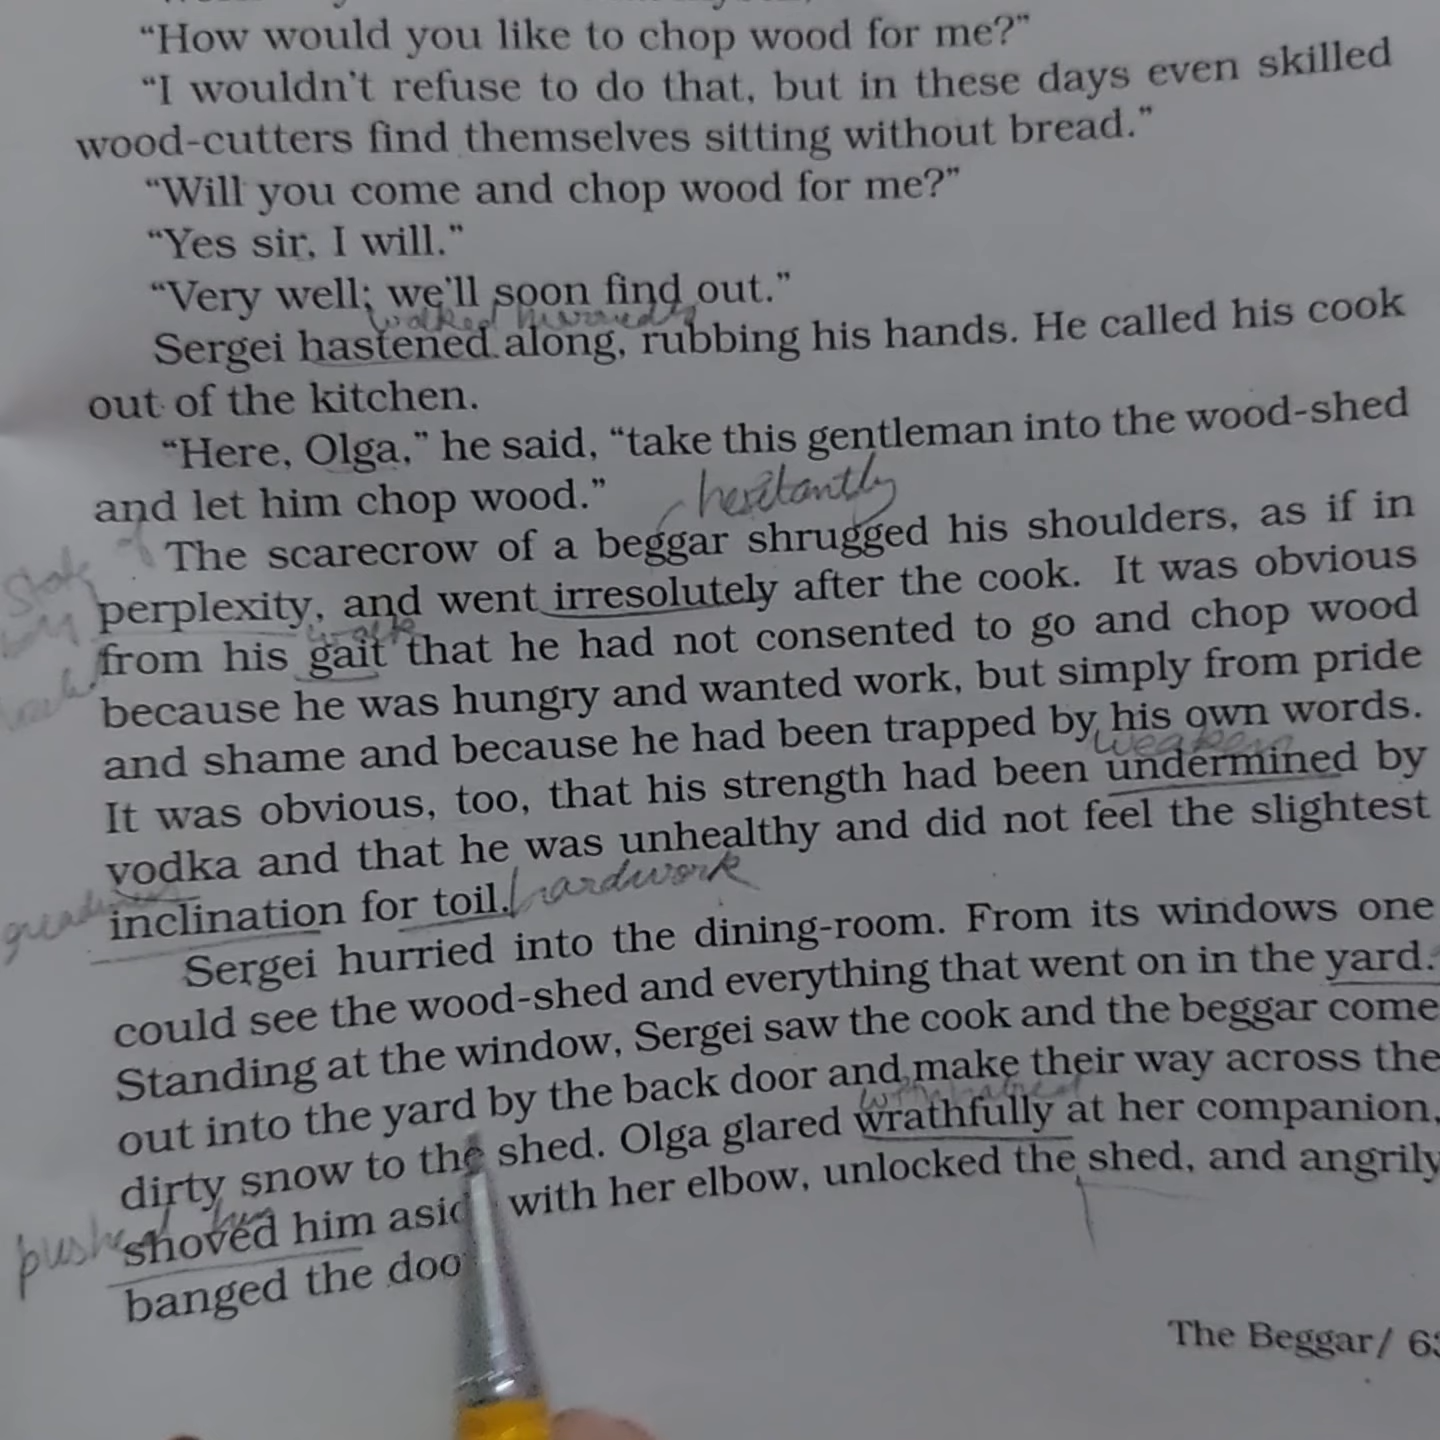 “How would you like to chop wood for me?”
“I wouldn't refuse to do that, but in these days even skilled
wood-cutters find themselves sitting without bread.”
“Will you come and chop wood for me?”
“Yes sir, I will.”
“Very well; we'll soon find out.”
walked hurriedly
Sergei hastened along, rubbing his hands. He called his cook
out of the kitchen.
“Here, Olga,” he said, “take this gentleman into the wood-shed
and let him chop wood.”
hesitantly
The scarecrow of a beggar shrugged his shoulders, as if in
perplexity, and went irresolutely after the cook. It was obvious
walk
from his gait that he had not consented to go and chop wood
because he was hungry and wanted work, but simply from pride
and shame and because he had been trapped by his own words.
weaken
It was obvious, too, that his strength had been undermined by
vodka and that he was unhealthy and did not feel the slightest
inclination for toil. hardwork
Sergei hurried into the dining-room. From its windows one
could see the wood-shed and everything that went on in the yard.
Standing at the window, Sergei saw the cook and the beggar come
out into the yard by the back door and make their way across the
dirty snow to the shed. Olga glared wrathfully at her companion,
pushed him
shoved him with her elbow, unlocked the shed, and angrily
banged the
The Beggar/